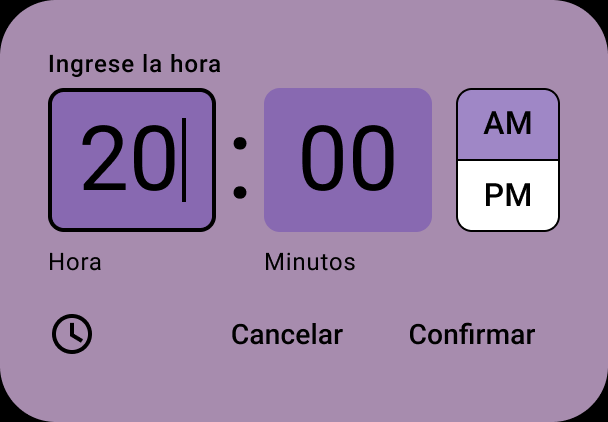 Ingrese la hora
20:00
AM
PM
Hora
Minutos
Cancelar
Confirmar